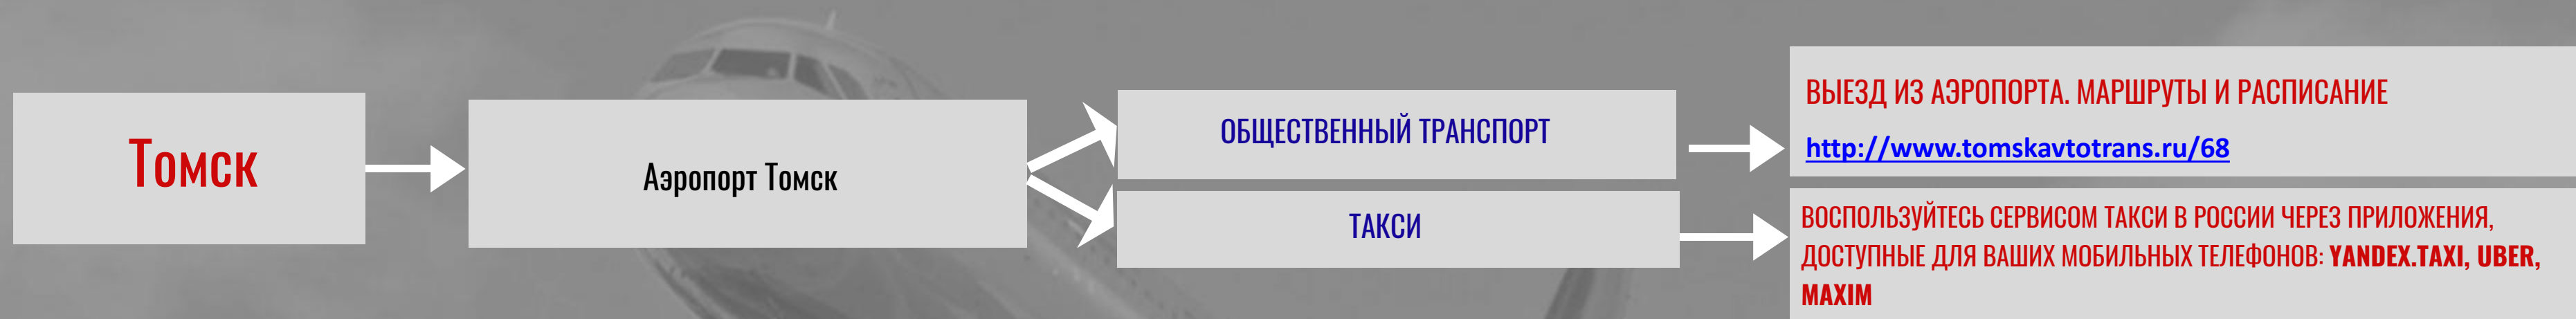 Томск
Аэропорт Томск
ОБЩЕСТВЕННЫЙ ТРАНСПОРТ
ТАКСИ
ВЫЕЗД ИЗ АЭРОПОРТА. МАРШРУТЫ И РАСПИСАНИЕ
http://www.tomskavtotrans.ru/68
ВОСПОЛЬЗУЙТЕСЬ СЕРВИСОМ ТАКСИ В РОССИИ ЧЕРЕЗ ПРИЛОЖЕНИЯ,
ДОСТУПНЫЕ ДЛЯ ВАШИХ МОБИЛЬНЫХ ТЕЛЕФОНОВ: YANDEX.TAXI, UBER,
MAXIM